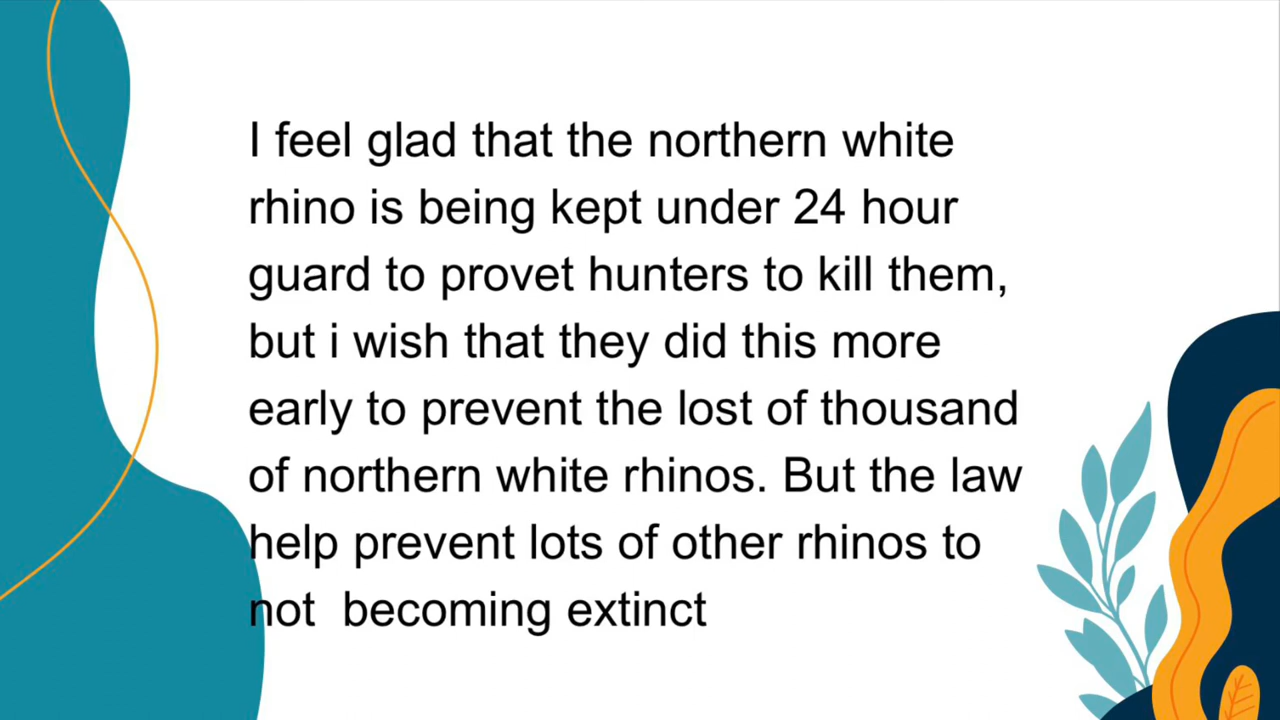 I feel glad that the northern white
rhino is being kept under 24 hour
guard to provet hunters to kill them,
but i wish that they did this more
early to prevent the lost of thousand
of northern white rhinos. But the law
help prevent lots of other rhinos to
not  becoming extinct